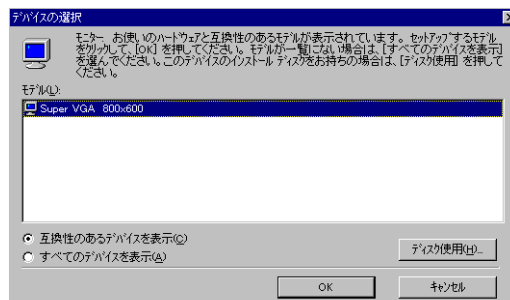 デバイスの選択
モニター お使いのハードウェアと互換性のあるモデルが表示されています。セットアップするモデル
をクリックして、[OK] を押してください。モデルが一覧にない場合は、[すべてのデバイスを表示]
を選んでください。このデバイスのインストール ディスクをお持ちの場合は、[ディスク使用] を押して
ください。
モデル(L):
Super VGA 800x600
互換性のあるデバイスを表示(C)
すべてのデバイスを表示(A)
ディスク使用(H)...
OK
キャンセル